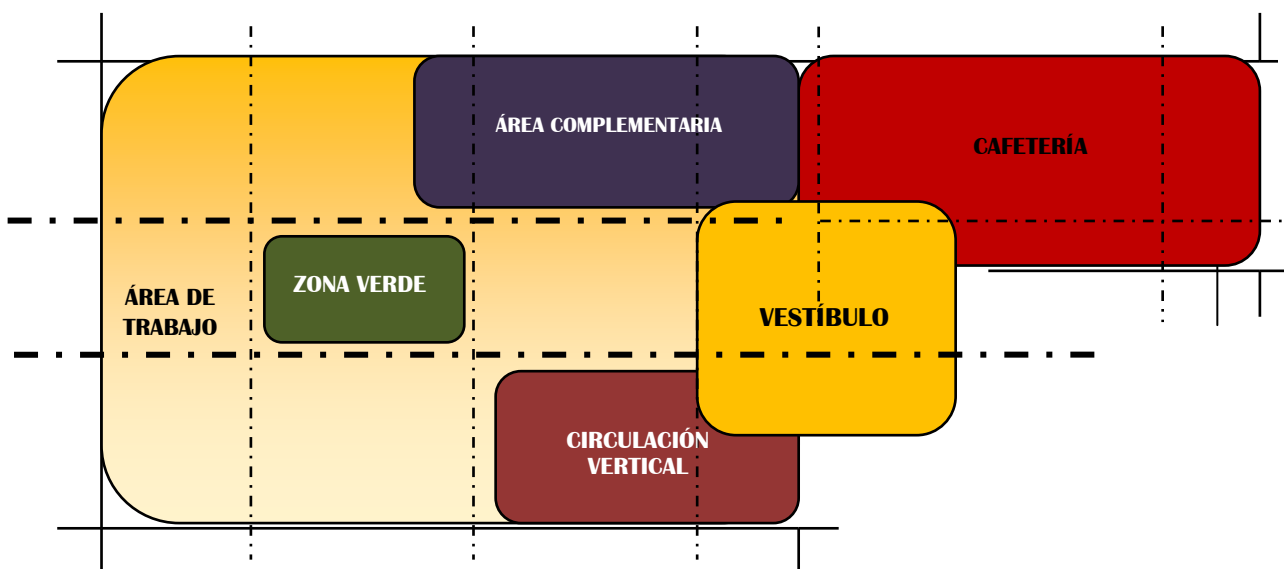 ÁREA COMPLEMENTARIA
CAFETERÍA
ZONA VERDE
ÁREA DE
TRABAJO
VESTÍBULO
CIRCULACIÓN
VERTICAL